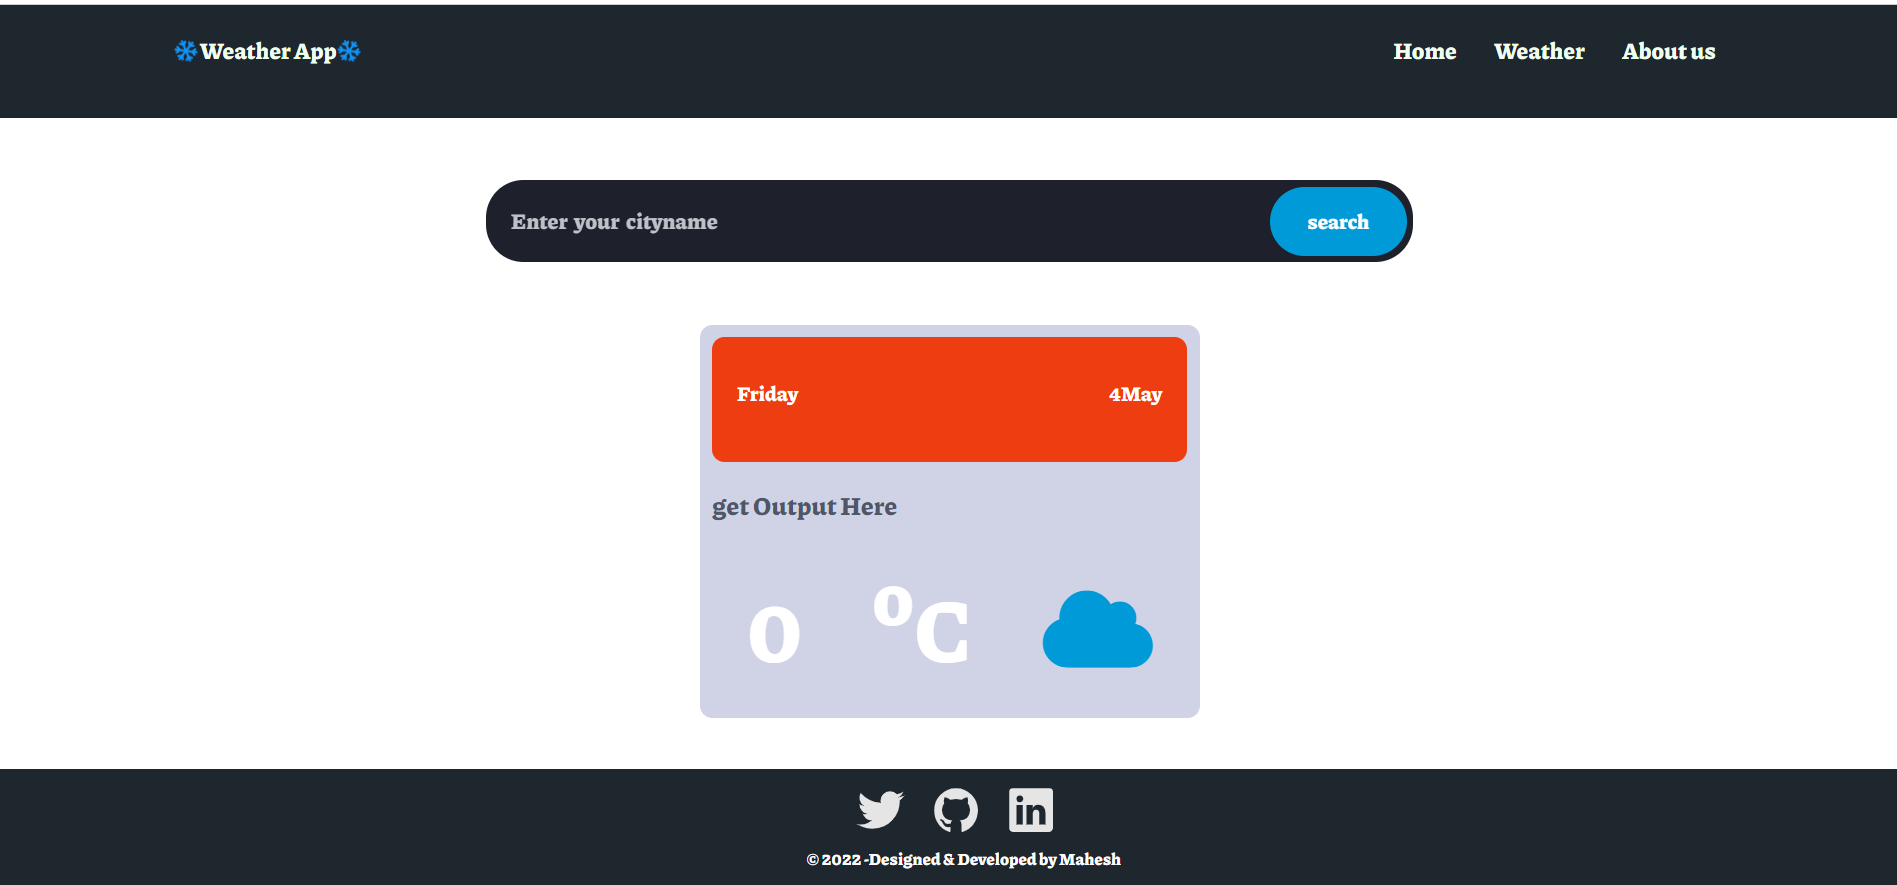 ❄Weather App❄ Home Weather About us
Enter your cityname search
Friday 4May
get Output Here
0 °C
in
© 2022 -Designed & Developed by Mahesh